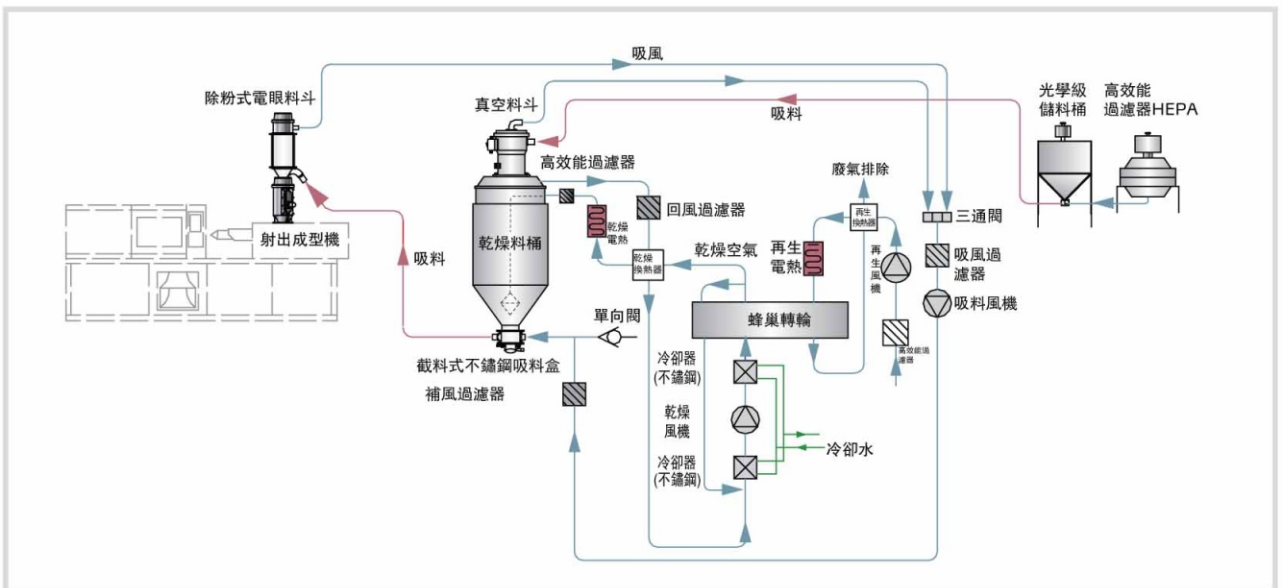 吸風
除粉式電眼料斗
真空料斗
吸料
光學級
儲料桶
高效能
過濾器HEPA
高效能過濾器
廢氣排除
回風過濾器
再生
換熱器
三通閥
乾燥
電熱
乾燥料桶
射出成型機
乾燥空氣
再生
電熱
再生風機
吸風過
濾器
吸料
乾燥
換熱器
吸料風機
單向閥
蜂巢轉輪
高效能過
濾器
截料式不鏽鋼吸料盒
冷卻器
(不鏽鋼)
補風過濾器
乾燥
風機
冷卻水
冷卻器
(不鏽鋼)